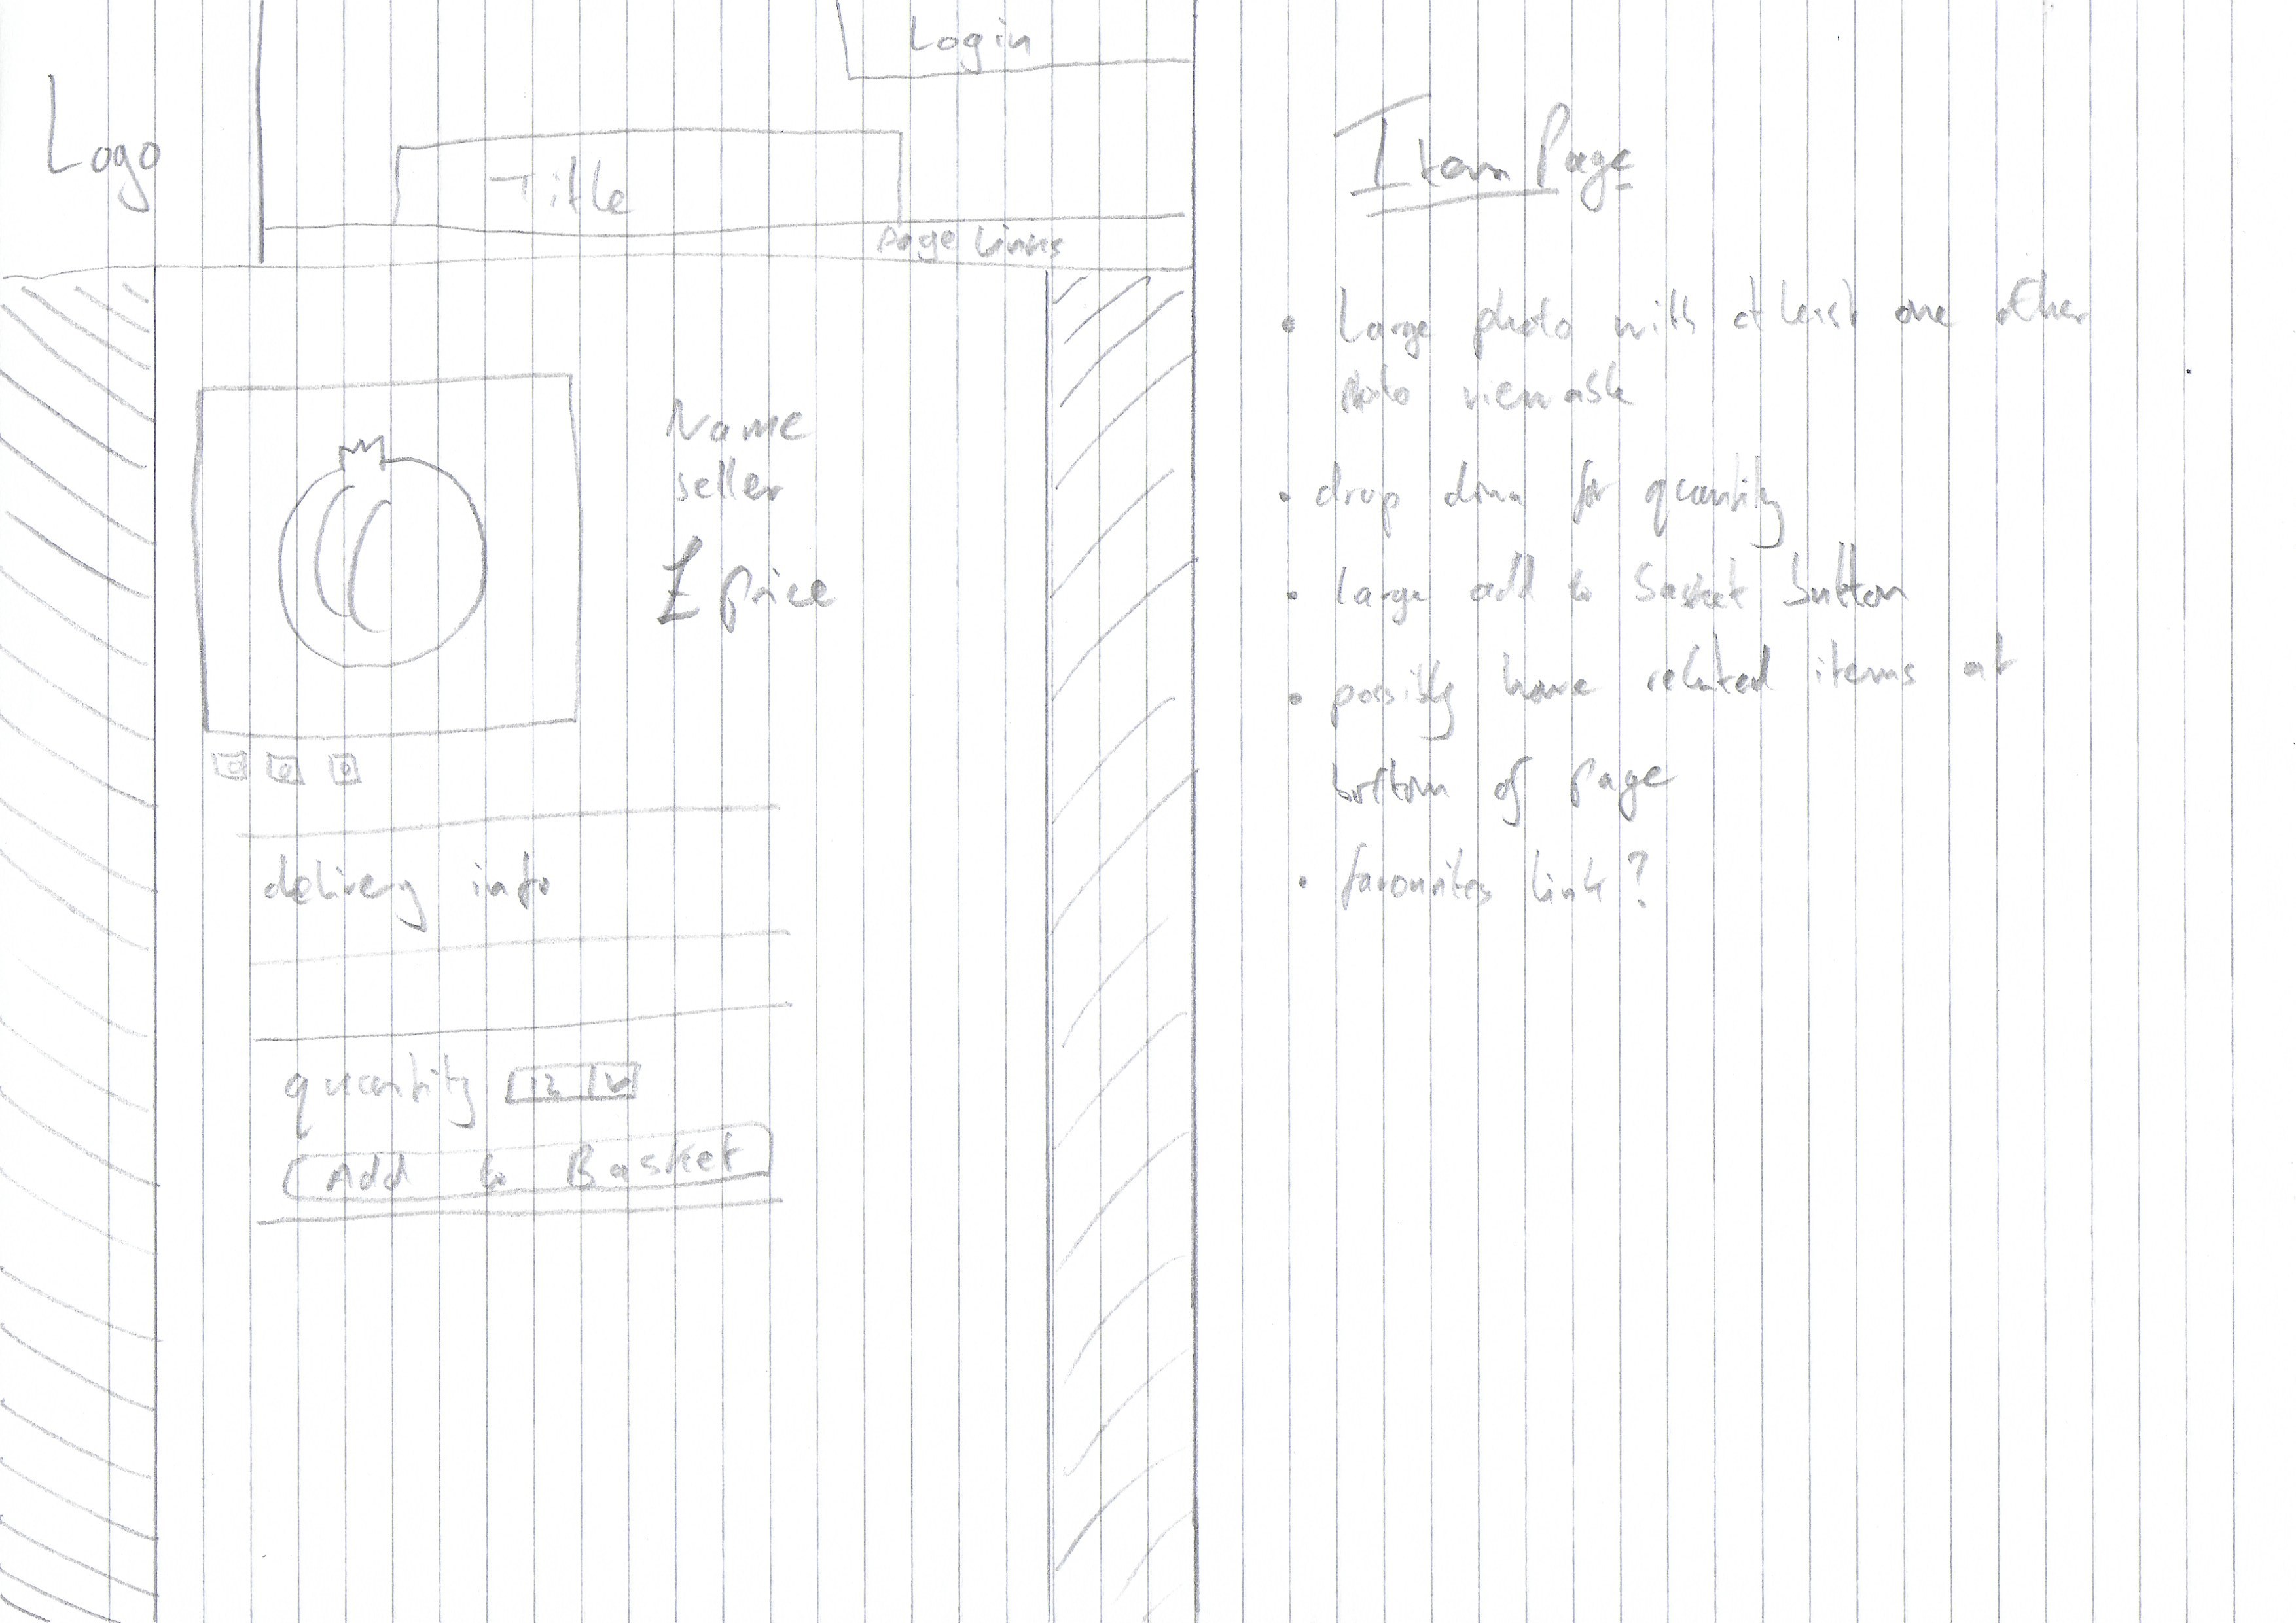 Login
Logo
Title
Page Links
Name
seller
£ price
delivery info
quantity 12
Add to Basket
Item Page
• Large photo with at least one other
photo viewable
• drop down for quantity
• large add to basket button
• possibly have related items at
bottom of page
• favourites link?